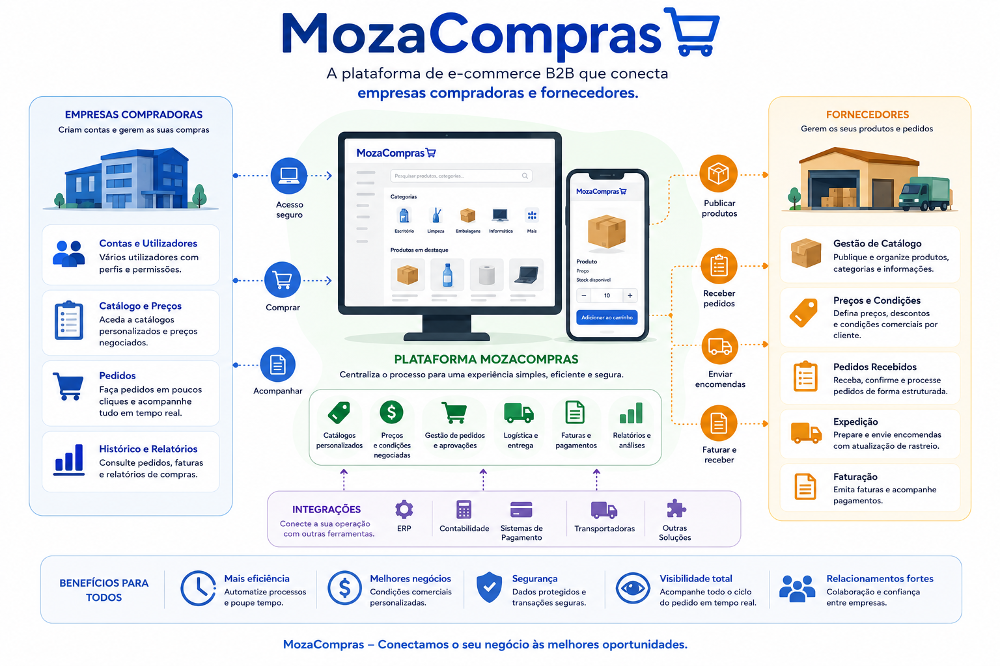 MozaCompras
A plataforma de e-commerce B2B que conecta
empresas compradoras e fornecedores.
EMPRESAS COMPRADORAS
Criam contas e gerem as suas compras
Contas e Utilizadores
Vários utilizadores com
perfis e permissões.
Catálogo e Preços
Aceda a catálogos
personalizados e preços
negociados.
Pedidos
Faça pedidos em poucos
cliques e acompannhe
tudo em tempo real.
Histórico e Relatórios
Consulte pedidos, faturas
e relatórios de compras.
Acesso
seguro
Comprar
Acompanhar
MozaCompras
Pesquisar produtos, categorias...
Categorias
Escritório
Limpeza
Embalagens
Informática
Mais
Produtos em destaque
MozaCompras
Produto
Preço
Stock disponível
− 10 +
Adicionar ao carrinho
PLATAFORMA MOZACOMPRAS
Centraliza o processo para uma experiência simples, eficiente e segura.
Catálogos
personalizados
Preços
e condições
negociadas
Gestão de pedidos
e aprovações
Logística e
entrega
Faturas e
pagamentos
Relatórios e
análises
Publicar
produtos
Receber
pedidos
Enviar
encomendas
Faturar e
receber
FORNECEDORES
Gerem os seus produtos e pedidos
Gestão de Catálogo
Publique e organize produtos,
categorias e informações.
Preços e Condições
Defina preços, descontos
e condições comerciais por
cliente.
Pedidos Recebidos
Receba, confirme e processe
pedidos de forma estruturada.
Expedição
Prepare e envie encomendas
com atualização de rastreio.
Faturação
Emita faturas e acompanhe
pagamentos.
INTEGRAÇÕES
Conecte a sua operação
com outras ferramentas.
ERP
Contabilidade
Sistemas de
Pagamento
Transportadoras
Outras
Soluções
BENEFÍCIOS PARA
TODOS
Mais eficiência
Automatize processos
e poupe tempo.
Melhores negócios
Condições comerciais
personalizadas.
Segurança
Dados protegidos e
transações seguras.
Visibilidade total
Acompanhe todo o ciclo
do pedido em tempo real.
Relacionamentos fortes
Colaboração e confiança
entre empresas.
MozaCompras – Conectamos o seu negócio às melhores oportunidades.